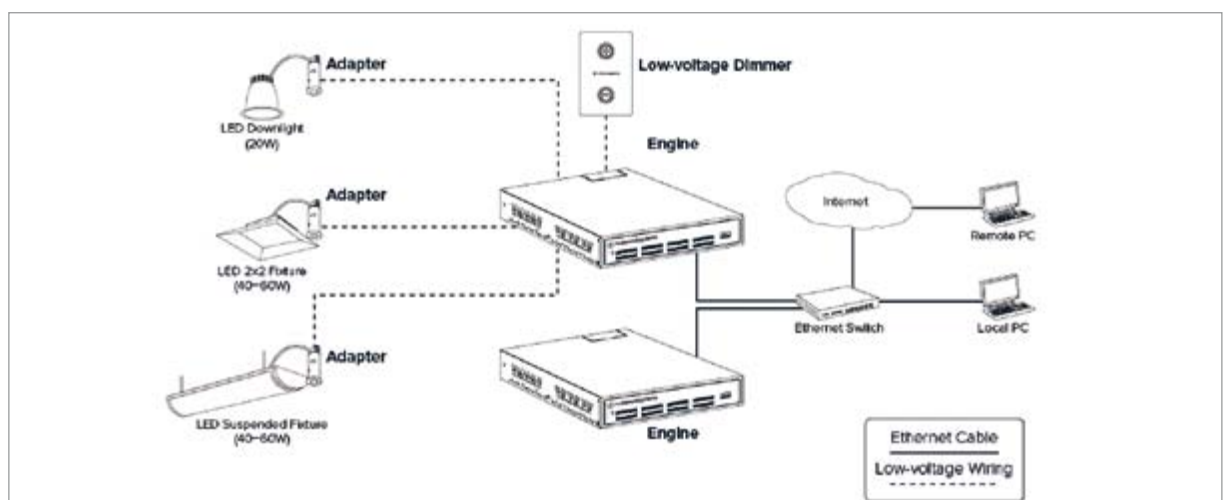 Adapter
LED Downlight
(20W)
Low-voltage Dimmer
Engine
Adapter
LED 2x2 Fixture
(40–60W)
Internet
Remote PC
Ethernet Switch
Local PC
Adapter
LED Suspended Fixture
(40–60W)
Engine
Ethernet Cable
Low-voltage Wiring